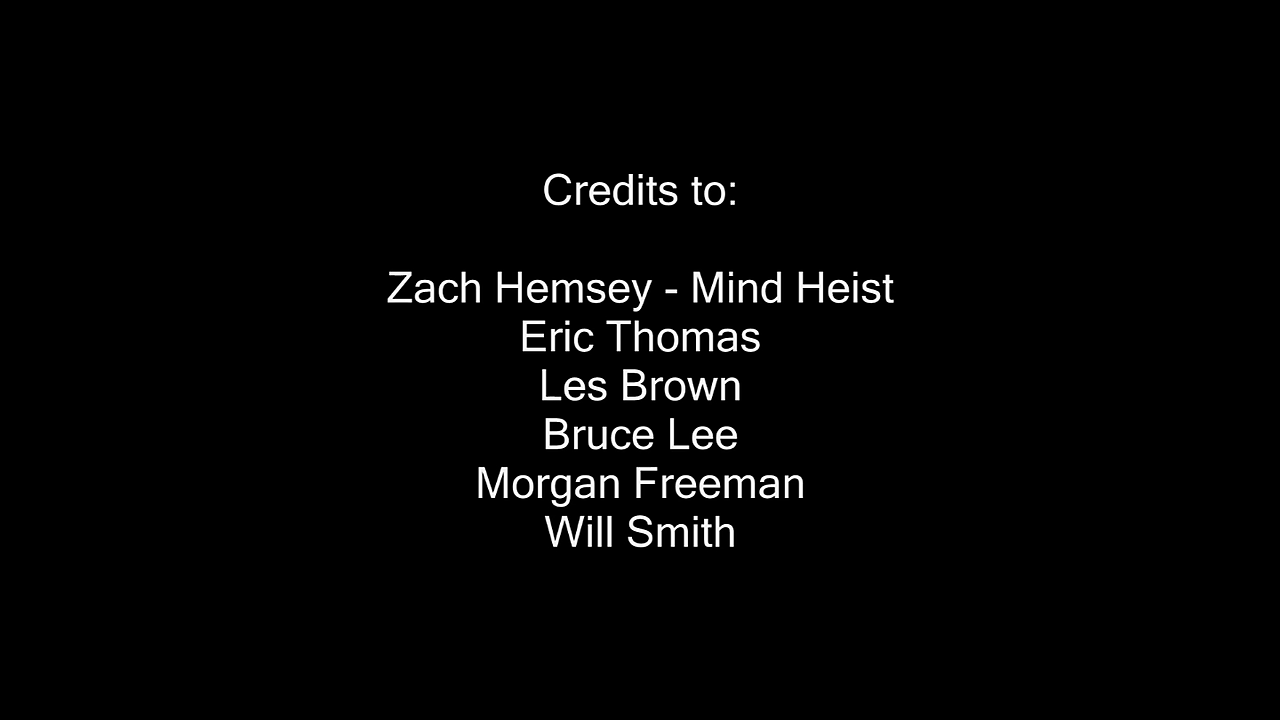 Credits to:
Zach Hemsey - Mind Heist
Eric Thomas
Les Brown
Bruce Lee
Morgan Freeman
Will Smith